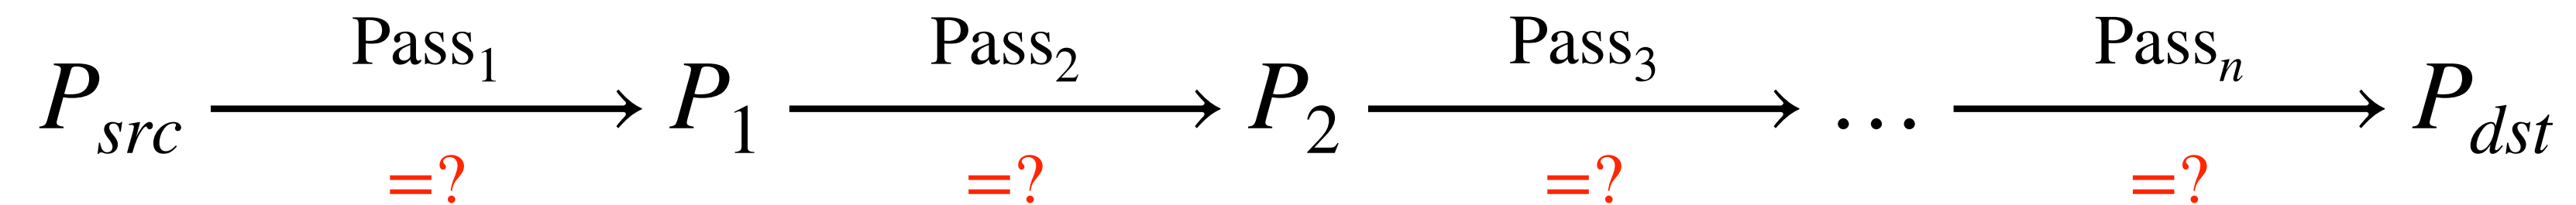 Pass₁ Pass₂ Pass₃ Passₙ
P_src P₁ P₂ … P_dst
=? =? =? =?